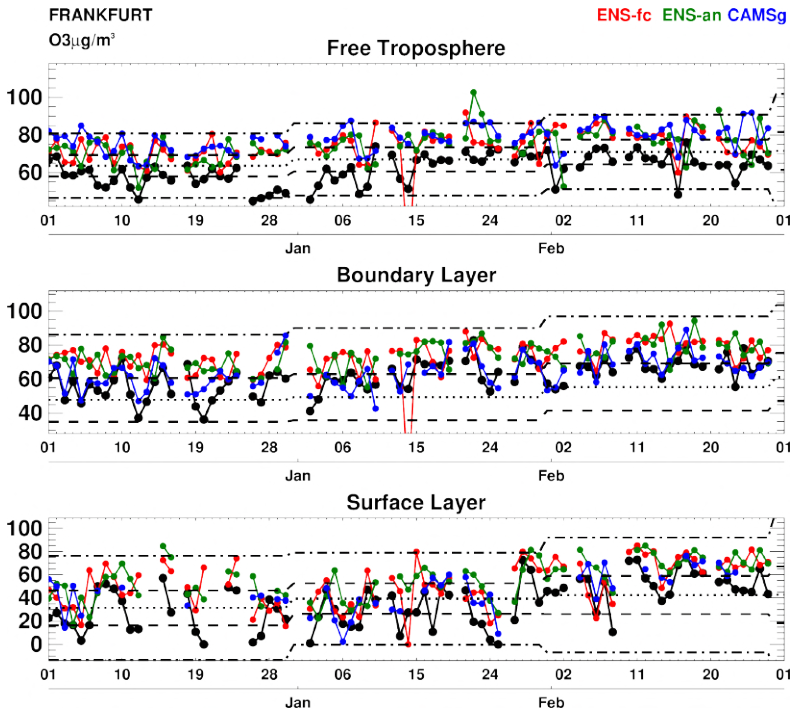 FRANKFURT
ENS-fc ENS-an CAMSg
O3μg/m³
Free Troposphere
100
80
60
01 10 19 28 06 15 24 02 11 20 01
Jan Feb
Boundary Layer
100
80
60
40
01 10 19 28 06 15 24 02 11 20 01
Jan Feb
Surface Layer
100
80
60
40
20
0
01 10 19 28 06 15 24 02 11 20 01
Jan Feb